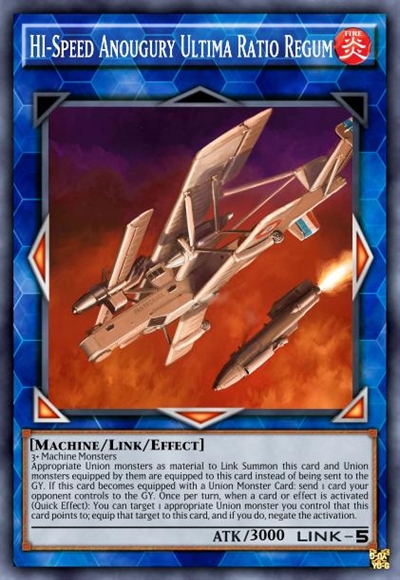 HI-Speed Anougury Ultima Ratio Regum
FIRE
炎
[Machine/Link/Effect]
3+ Machine Monsters
Appropriate Union monsters as material to Link Summon this card and Union
monsters equipped by them are equipped to this card instead of being sent to the
GY. If this card becomes equipped with a Union Monster Card: send 1 card your
opponent controls to the GY. Once per turn, when a card or effect is activated
(Quick Effect): You can target 1 appropriate Union monster you control that this
card points to; equip that target to this card, and if you do, negate the activation.
ATK/3000 LINK-5